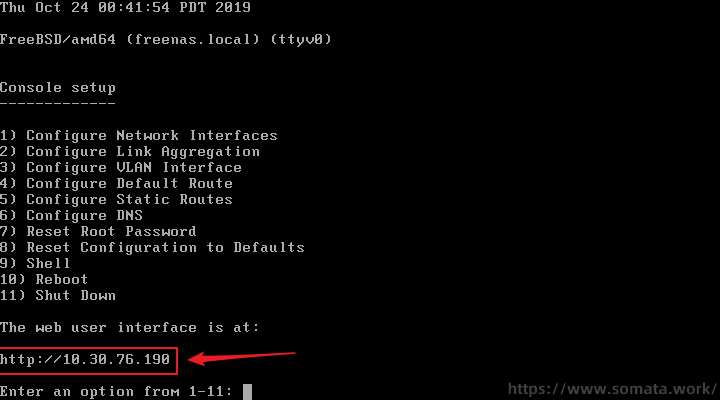 Thu Oct 24 00:41:54 PDT 2019
FreeBSD/amd64 (freenas.local) (ttyv0)
Console setup
-------------
1) Configure Network Interfaces
2) Configure Link Aggregation
3) Configure VLAN Interface
4) Configure Default Route
5) Configure Static Routes
6) Configure DNS
7) Reset Root Password
8) Reset Configuration to Defaults
9) Shell
10) Reboot
11) Shut Down
The web user interface is at:
http://10.30.76.190
Enter an option from 1-11:
https://www.somata.work/